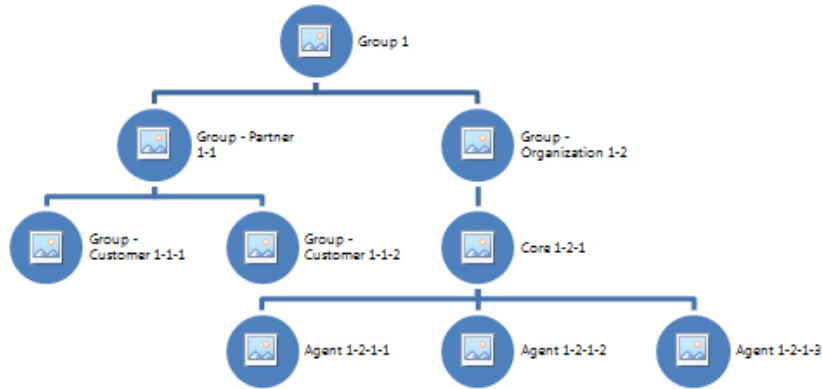 Group 1
Group - Partner
1-1
Group -
Organization 1-2
Group -
Customer 1-1-1
Group -
Customer 1-1-2
Core 1-2-1
Agent 1-2-1-1
Agent 1-2-1-2
Agent 1-2-1-3